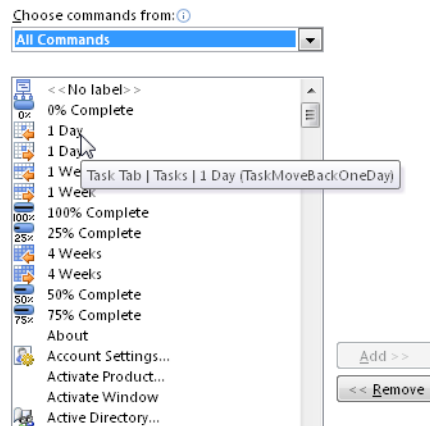 Choose commands from:
All Commands
<<No label>>
0% Complete
1 Day
1 Day
1 We
Task Tab | Tasks | 1 Day (TaskMoveBackOneDay)
1 Week
100% Complete
25% Complete
4 Weeks
4 Weeks
50% Complete
75% Complete
About
Account Settings...
Add >>
Activate Product...
<< Remove
Activate Window
Active Directory...
0%
100%
25%
50%
75%